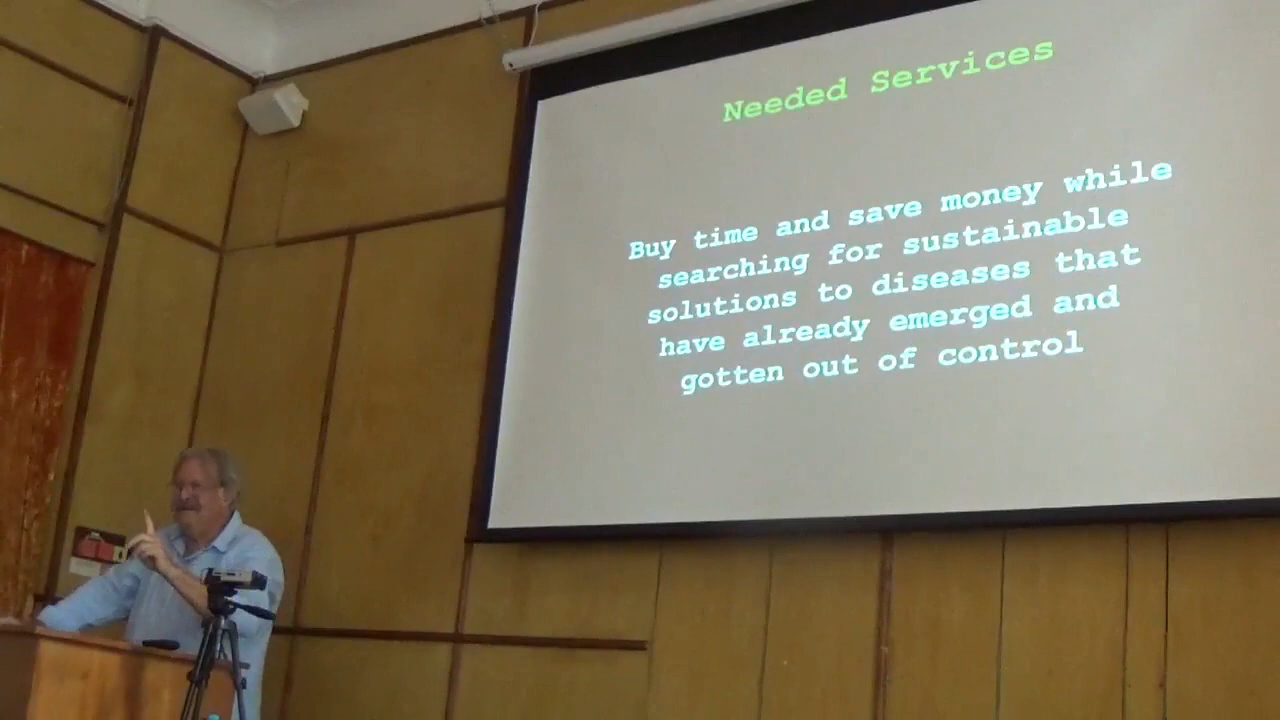 Needed Services
Buy time and save money while
searching for sustainable
solutions to diseases that
have already emerged and
gotten out of control